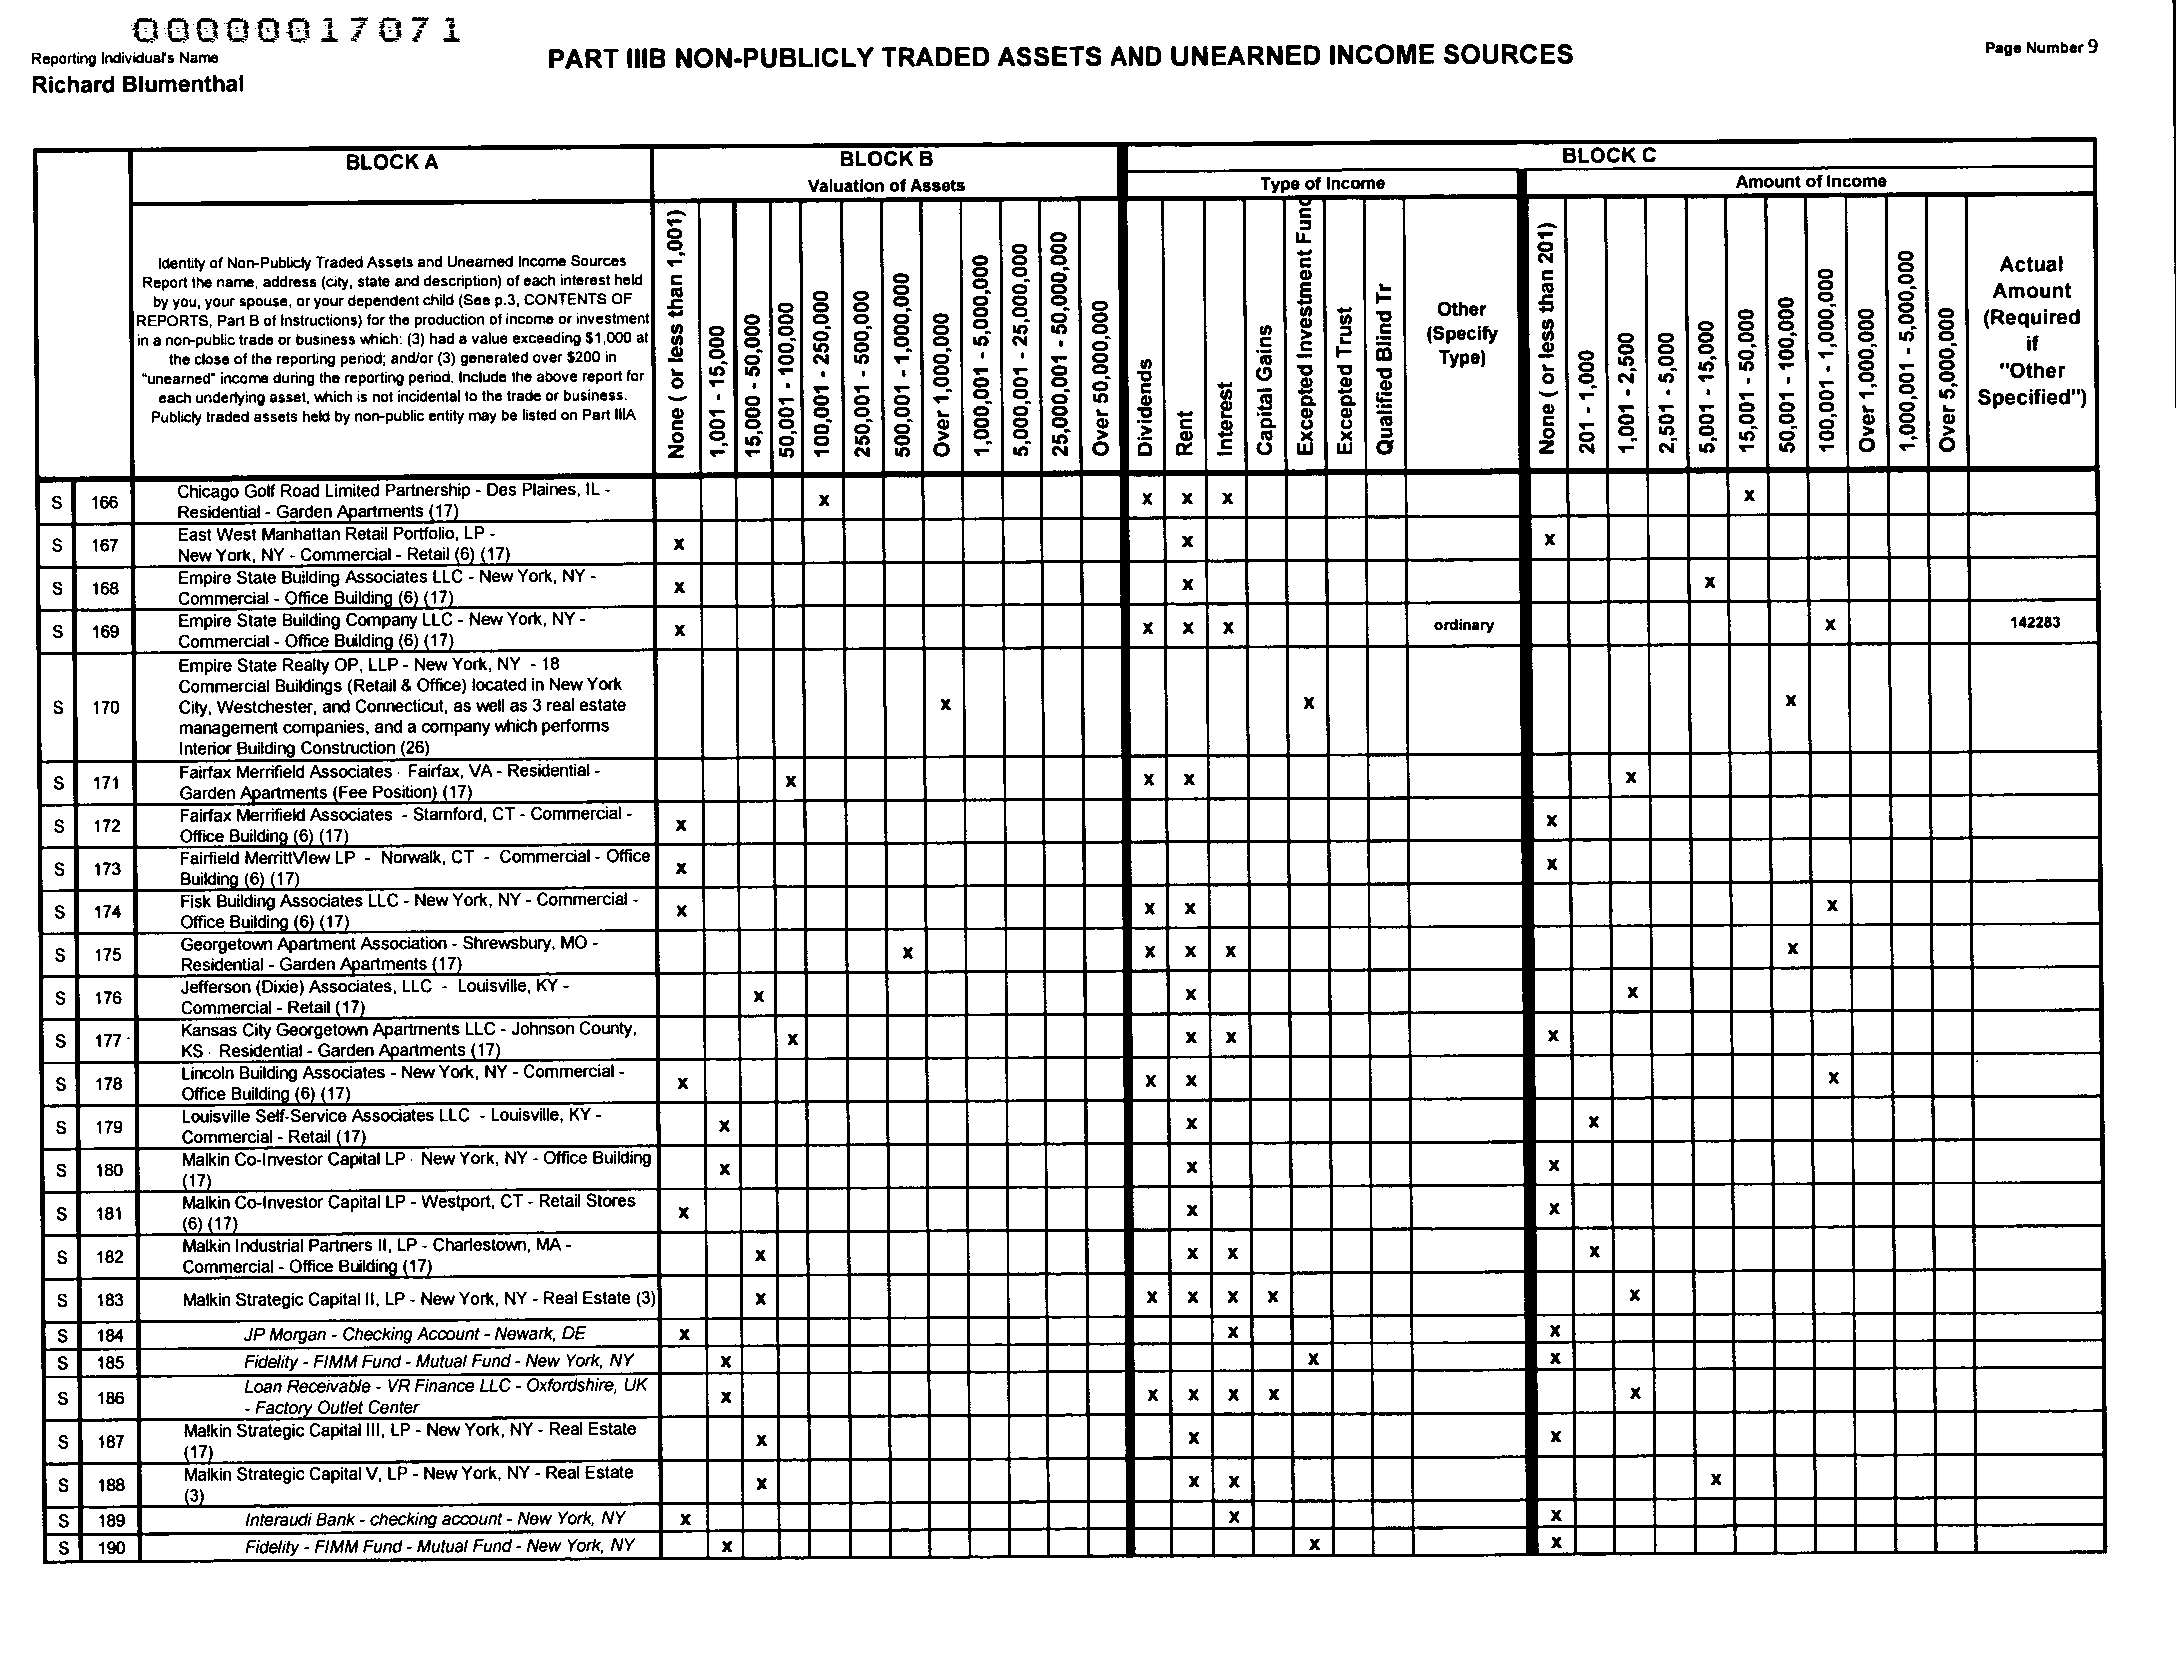 00000017071
Reporting Individual's Name
Richard Blumenthal
PART IIIB NON-PUBLICLY TRADED ASSETS AND UNEARNED INCOME SOURCES
Page Number 9
BLOCK A
BLOCK B
BLOCK C
Valuation of Assets
Type of Income
Amount of Income
Identity of Non-Publicly Traded Assets and Unearned Income Sources
Report the name, address (city, state and description) of each interest held
by you, your spouse, or your dependent child (See p.3, CONTENTS OF
REPORTS, Part B of Instructions) for the production of income or investment
in a non-public trade or business which: (3) had a value exceeding $1,000 at
the close of the reporting period; and/or (3) generated over $200 in
"unearned" income during the reporting period. Include the above report for
each underlying asset, which is not incidental to the trade or business.
Publicly traded assets held by non-public entity may be listed on Part IIIA
None ( or less than 1,001)
1,001 - 15,000
15,000 - 50,000
50,001 - 100,000
100,001 - 250,000
250,001 - 500,000
500,001 - 1,000,000
Over 1,000,000
1,000,001 - 5,000,000
5,000,001 - 25,000,000
25,000,001 - 50,000,000
Over 50,000,000
Dividends
Rent
Interest
Capital Gains
Excepted Investment Fund
Excepted Trust
Qualified Blind Tr
Other
(Specify
Type)
None ( or less than 201)
201 - 1,000
1,001 - 2,500
2,501 - 5,000
5,001 - 15,000
15,001 - 50,000
50,001 - 100,000
100,001 - 1,000,000
Over 1,000,000
1,000,001 - 5,000,000
Over 5,000,000
Actual
Amount
(Required
if
"Other
Specified")
S 166 Chicago Golf Road Limited Partnership - Des Plaines, IL -
Residential - Garden Apartments (17) x x x x x
S 167 East West Manhattan Retail Portfolio, LP -
New York, NY - Commercial - Retail (6) (17) x x x
S 168 Empire State Building Associates LLC - New York, NY -
Commercial - Office Building (6) (17) x x x
S 169 Empire State Building Company LLC - New York, NY -
Commercial - Office Building (6) (17) x x x x ordinary x 142283
Empire State Realty OP, LLP - New York, NY - 18
Commercial Buildings (Retail & Office) located in New York
S 170 City, Westchester, and Connecticut, as well as 3 real estate x x x
management companies, and a company which performs
Interior Building Construction (26)
S 171 Fairfax Merrifield Associates - Fairfax, VA - Residential -
Garden Apartments (Fee Position) (17) x x x x
S 172 Fairfax Merrifield Associates - Stamford, CT - Commercial -
Office Building (6) (17) x x
S 173 Fairfield MerrittView LP - Norwalk, CT - Commercial - Office
Building (6) (17) x x
S 174 Fisk Building Associates LLC - New York, NY - Commercial -
Office Building (6) (17) x x x x
S 175 Georgetown Apartment Association - Shrewsbury, MO -
Residential - Garden Apartments (17) x x x x x
S 176 Jefferson (Dixie) Associates, LLC - Louisville, KY -
Commercial - Retail (17) x x x
S 177 Kansas City Georgetown Apartments LLC - Johnson County,
KS - Residential - Garden Apartments (17) x x x x
S 178 Lincoln Building Associates - New York, NY - Commercial -
Office Building (6) (17) x x x x
S 179 Louisville Self-Service Associates LLC - Louisville, KY -
Commercial - Retail (17) x x x
S 180 Malkin Co-Investor Capital LP - New York, NY - Office Building
(17) x x x
S 181 Malkin Co-Investor Capital LP - Westport, CT - Retail Stores
(6) (17) x x x
S 182 Malkin Industrial Partners II, LP - Charlestown, MA -
Commercial - Office Building (17) x x x x
S 183 Malkin Strategic Capital II, LP - New York, NY - Real Estate (3) x x x x x x
S 184 JP Morgan - Checking Account - Newark, DE x x x
S 185 Fidelity - FIMM Fund - Mutual Fund - New York, NY x x x
S 186 Loan Receivable - VR Finance LLC - Oxfordshire, UK
- Factory Outlet Center x x x x x x
S 187 Malkin Strategic Capital III, LP - New York, NY - Real Estate
(17) x x x
S 188 Malkin Strategic Capital V, LP - New York, NY - Real Estate
(3) x x x x
S 189 Interaudi Bank - checking account - New York, NY x x x
S 190 Fidelity - FIMM Fund - Mutual Fund - New York, NY x x x